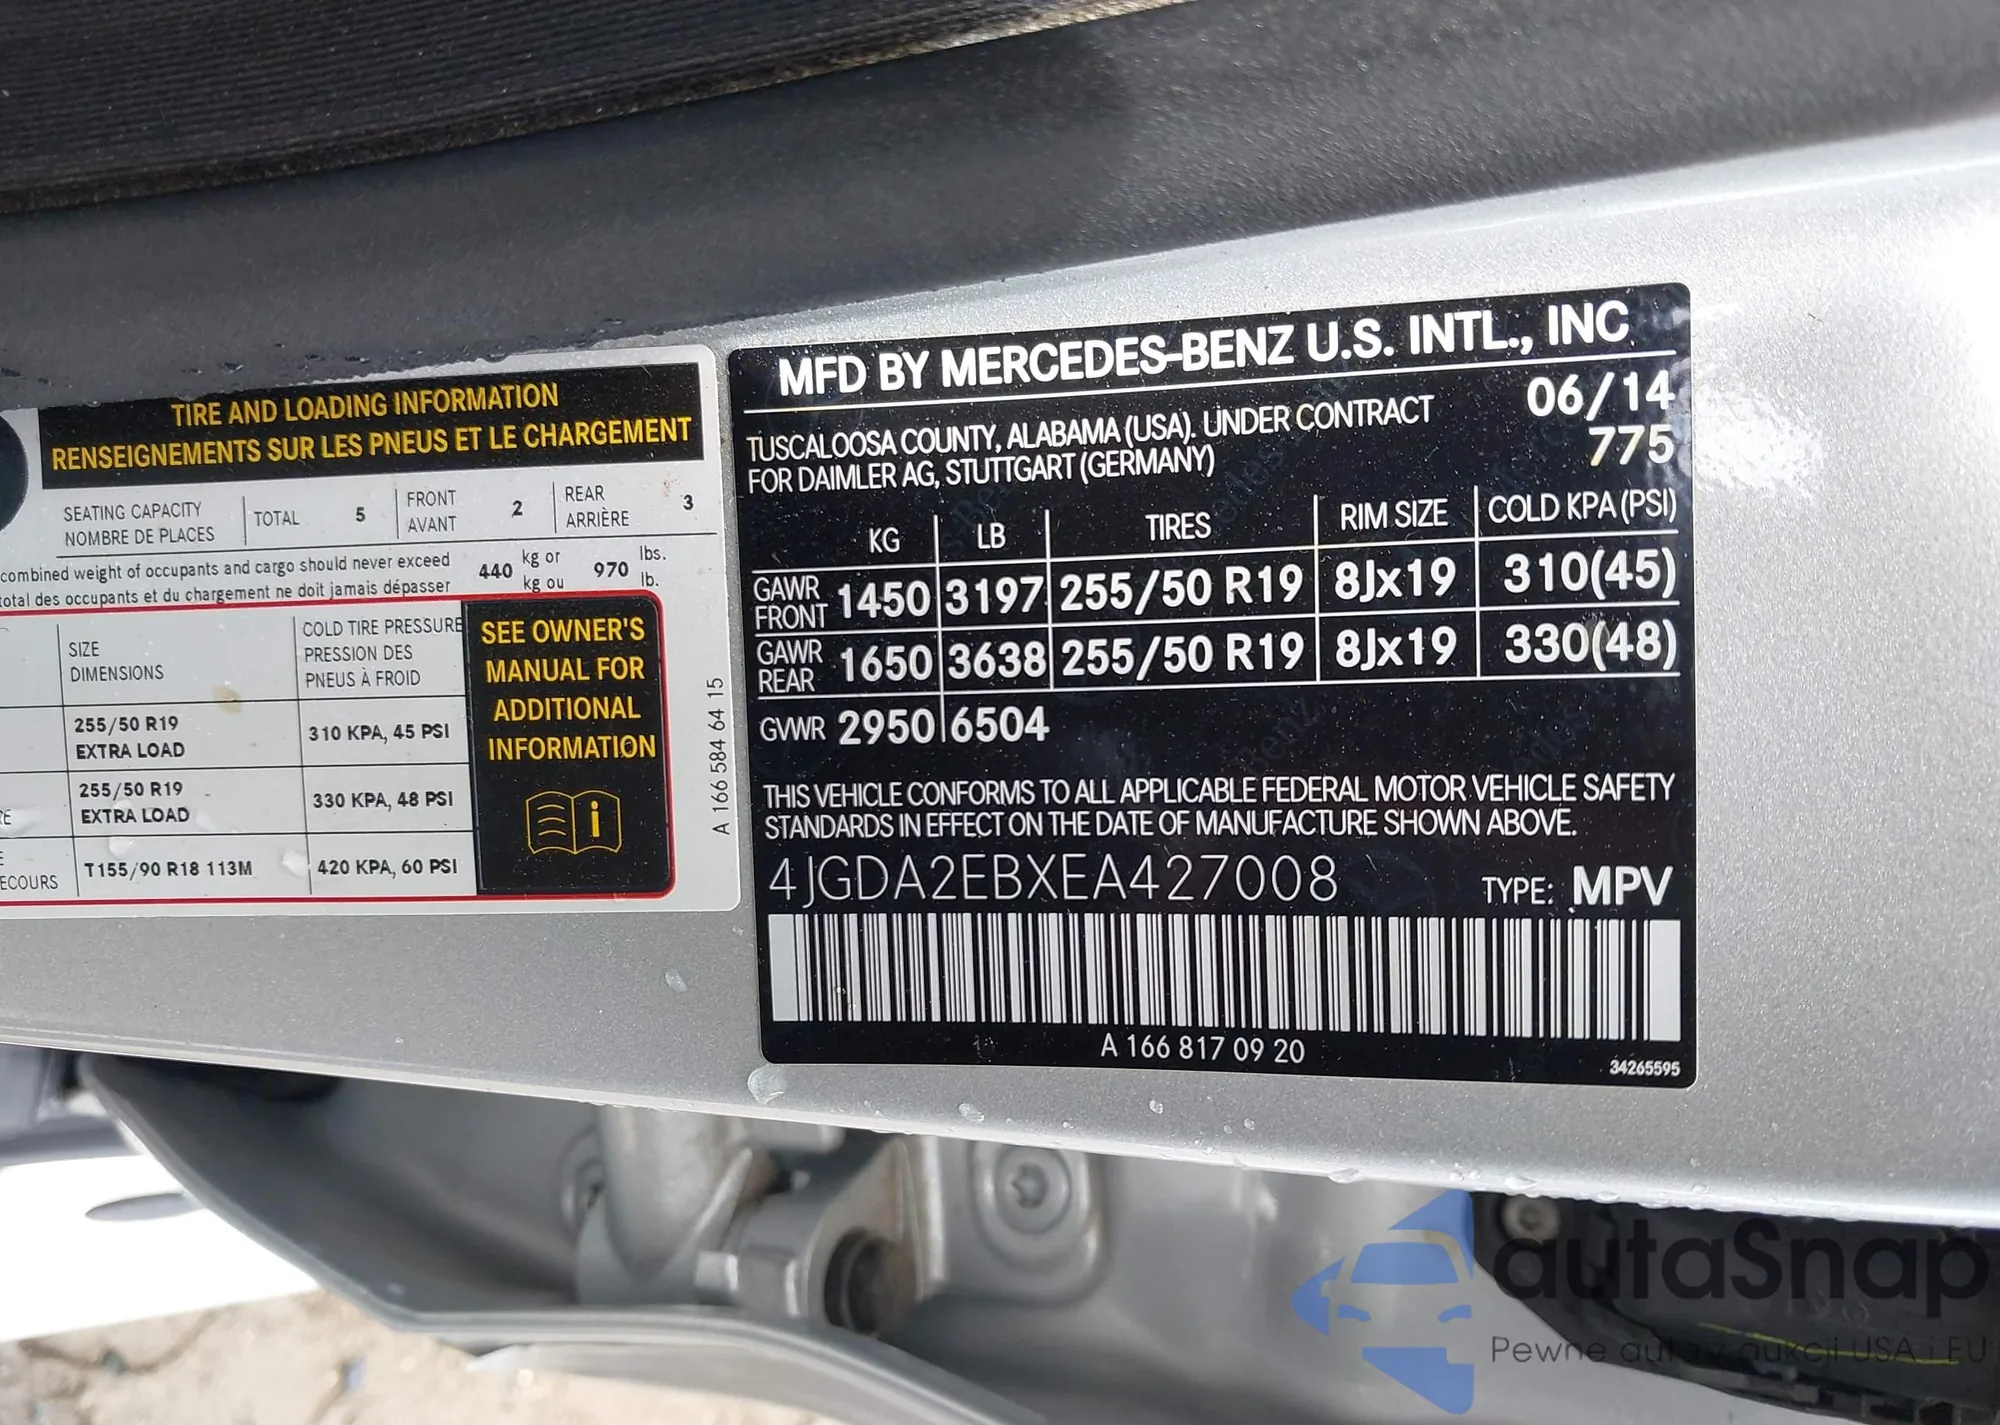 TIRE AND LOADING INFORMATION
RENSEIGNEMENTS SUR LES PNEUS ET LE CHARGEMENT
SEATING CAPACITY
NOMBRE DE PLACES
TOTAL 5
FRONT
AVANT
2
REAR
ARRIÈRE
3
combined weight of occupants and cargo should never exceed
total des occupants et du chargement ne doit jamais dépasser
440 kg or
kg ou
970 lbs.
lb.
SIZE
DIMENSIONS
COLD TIRE PRESSURE
PRESSION DES
PNEUS À FROID
255/50 R19
EXTRA LOAD
310 KPA, 45 PSI
255/50 R19
EXTRA LOAD
330 KPA, 48 PSI
T155/90 R18 113M
420 KPA, 60 PSI
SEE OWNER'S
MANUAL FOR
ADDITIONAL
INFORMATION
A 166 584 64 15
MFD BY MERCEDES-BENZ U.S. INTL., INC
06/14
775
TUSCALOOSA COUNTY, ALABAMA (USA). UNDER CONTRACT
FOR DAIMLER AG, STUTTGART (GERMANY)
KG LB TIRES RIM SIZE COLD KPA (PSI)
GAWR
FRONT
1450 3197 255/50 R19 8Jx19 310(45)
GAWR
REAR
1650 3638 255/50 R19 8Jx19 330(48)
GVWR 2950 6504
THIS VEHICLE CONFORMS TO ALL APPLICABLE FEDERAL MOTOR VEHICLE SAFETY
STANDARDS IN EFFECT ON THE DATE OF MANUFACTURE SHOWN ABOVE.
4JGDA2EBXEA427008
TYPE: MPV
A 166 817 09 20
34265595
autaSnap
Pewne auta z aukcji USA i EU